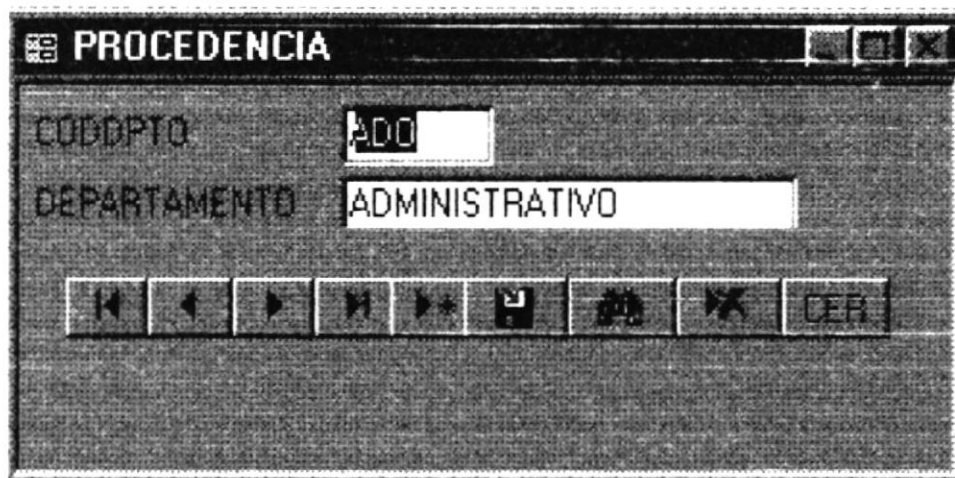 PROCEDENCIA
CODDPTO ADO
DEPARTAMENTO ADMINISTRATIVO
CER